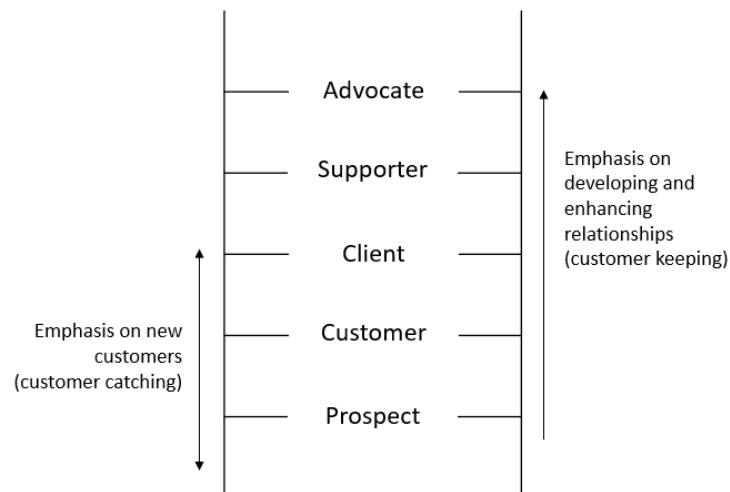 Advocate
Supporter
Client
Customer
Prospect
Emphasis on new
customers
(customer catching)
Emphasis on
developing and
enhancing
relationships
(customer keeping)